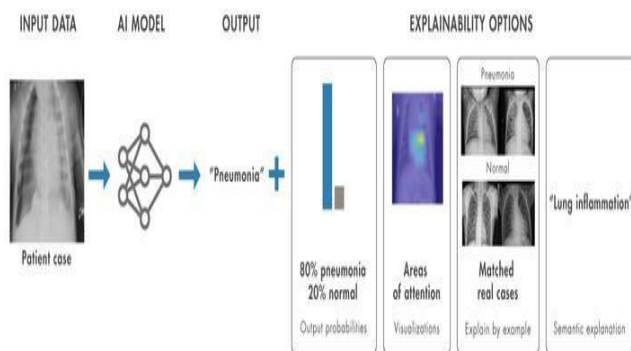 INPUT DATA
AI MODEL
OUTPUT
EXPLAINABILITY OPTIONS
Patient case
"Pneumonia"
80% pneumonia
20% normal
Output probabilities
Areas
of attention
Visualizations
Pneumonia
Normal
Matched
real cases
Explain by example
"Lung inflammation"
Semantic explanation